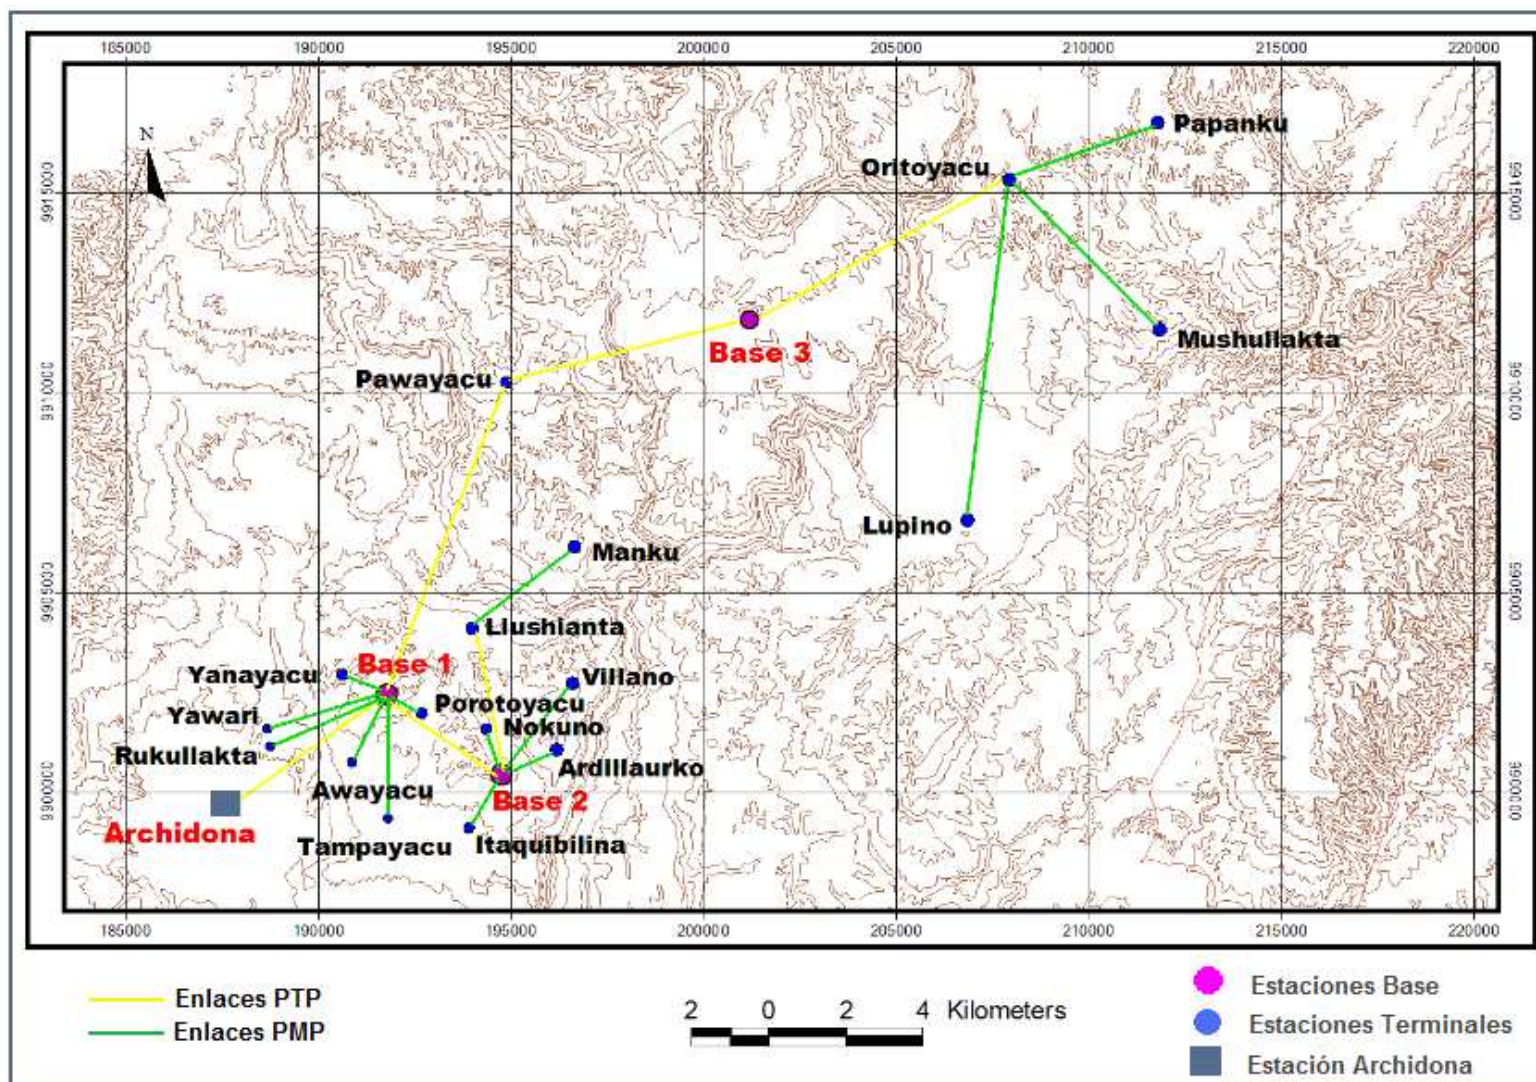 185000 190000 195000 200000 205000 210000 215000 220000
N
Papanku
Oritoyacu
9915000 9915000
Base 3
Mushullakta
Pawayacu
9910000 9910000
Lupino
Manku
9905000 9905000
Llushianta
Base 1
Yanayacu
Villano
Porotoyacu
Yawari
Nokuno
Rukullakta
Ardillaurko
Awayacu
Base 2
9900000 9900000
Archidona
Tampayacu
Itaquibilina
185000 190000 195000 200000 205000 210000 215000 220000
Enlaces PTP
Enlaces PMP
2 0 2 4 Kilometers
Estaciones Base
Estaciones Terminales
Estación Archidona